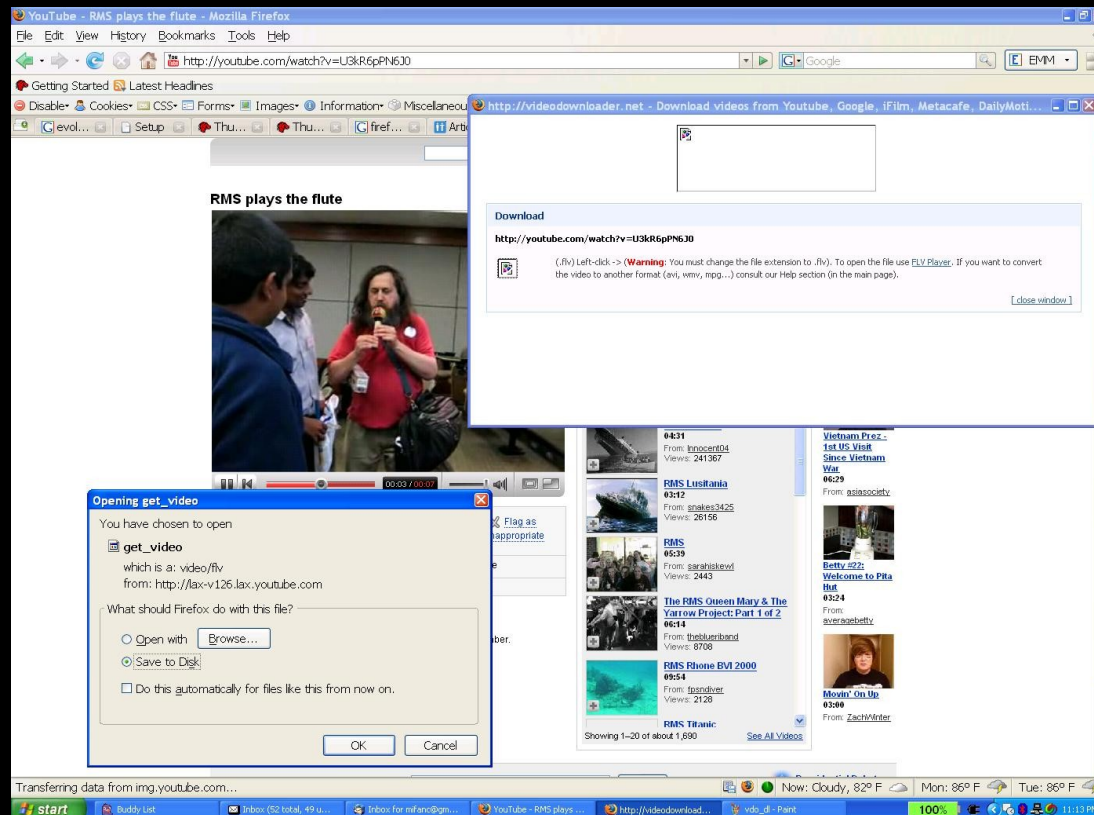 YouTube - RMS plays the flute - Mozilla Firefox
File Edit View History Bookmarks Tools Help
http://youtube.com/watch?v=U3kR6pPN6J0
Google
EMM
Getting Started Latest Headlines
Disable Cookies CSS Forms Images Information Miscellaneou
evol... Setup Thu... Thu... firef... Artic
http://videodownloader.net - Download videos from Youtube, Google, iFilm, Metacafe, DailyMoti...
Download
http://youtube.com/watch?v=U3kR6pPN6J0
(.flv) Left-click -> (Warning: You must change the file extension to .flv). To open the file use FLV Player. If you want to convert
the video to another format (avi, wmv, mpg...) consult our Help section (in the main page).
[ close window ]
RMS plays the flute
00:03 / 00:07
Flag as
nappropriate
ber.
Opening get_video
You have chosen to open
get_video
which is a: video/flv
from: http://lax-v126.lax.youtube.com
What should Firefox do with this file?
Open with Browse...
Save to Disk
Do this automatically for files like this from now on.
OK Cancel
04:31
From: Innocent04
Views: 241367
RMS Lusitania
03:12
From: snakes3425
Views: 26156
RMS
05:39
From: sarahiskewl
Views: 2443
The RMS Queen Mary & The
Yarrow Project: Part 1 of 2
06:14
From: theblueriband
Views: 8708
RMS Rhone BVI 2000
09:54
From: fpsndiver
Views: 2128
RMS Titanic
Showing 1-20 of about 1,690 See All Videos
Vietnam Prez -
1st US Visit
Since Vietnam
War
06:29
From: asiasociety
Betty #22:
Welcome to Pita
Hut
03:24
From:
averagebetty
Movin' On Up
03:00
From: ZachWinter
Transferring data from img.youtube.com...
Now: Cloudy, 82° F Mon: 86° F Tue: 86° F
start Buddy List Inbox (52 total, 49 u... Inbox for mfanc@gm... YouTube - RMS plays ... http://videodownload... vdo_dl - Paint 100% 11:13 PM